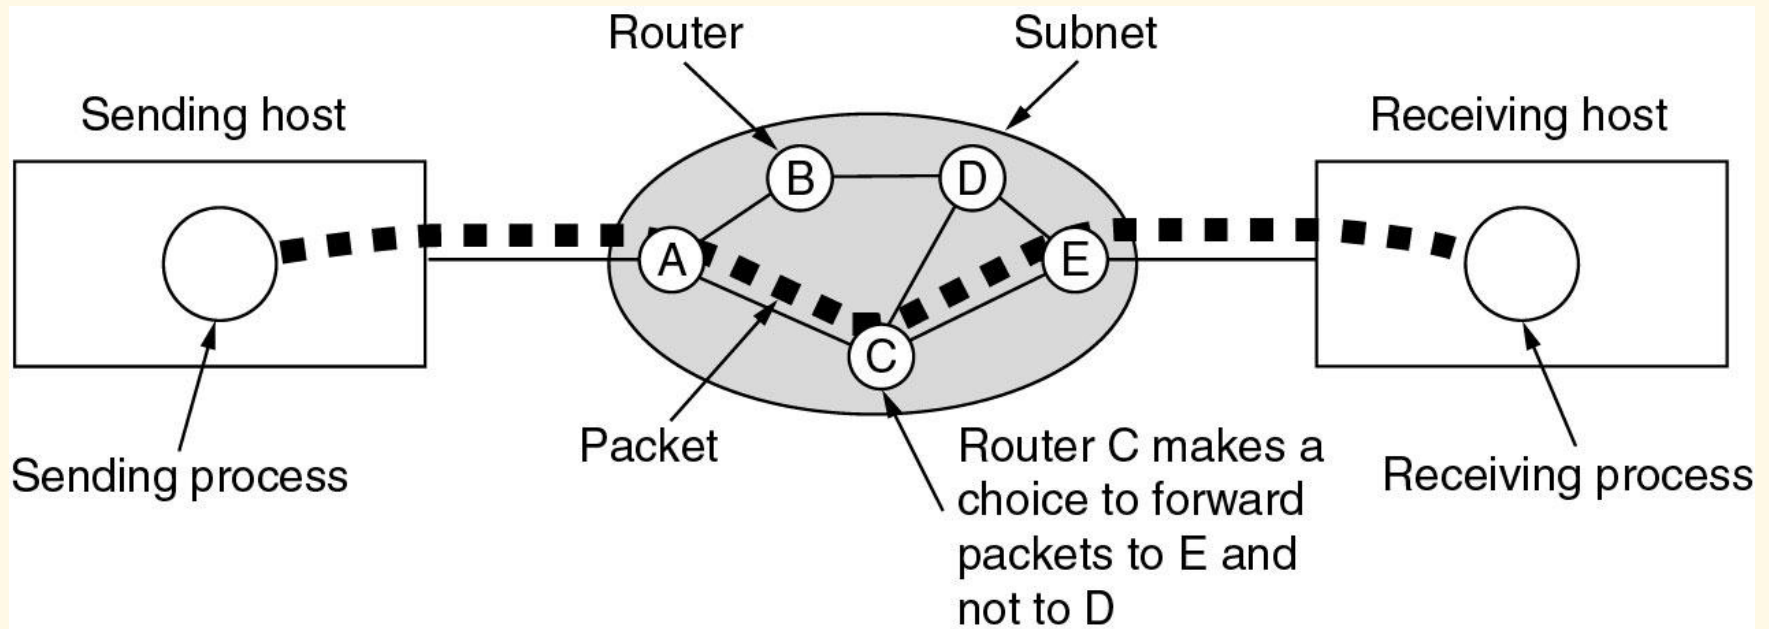 Router
Subnet
Sending host
Receiving host
B
D
A
E
C
Packet
Router C makes a
choice to forward
packets to E and
not to D
Sending process
Receiving process